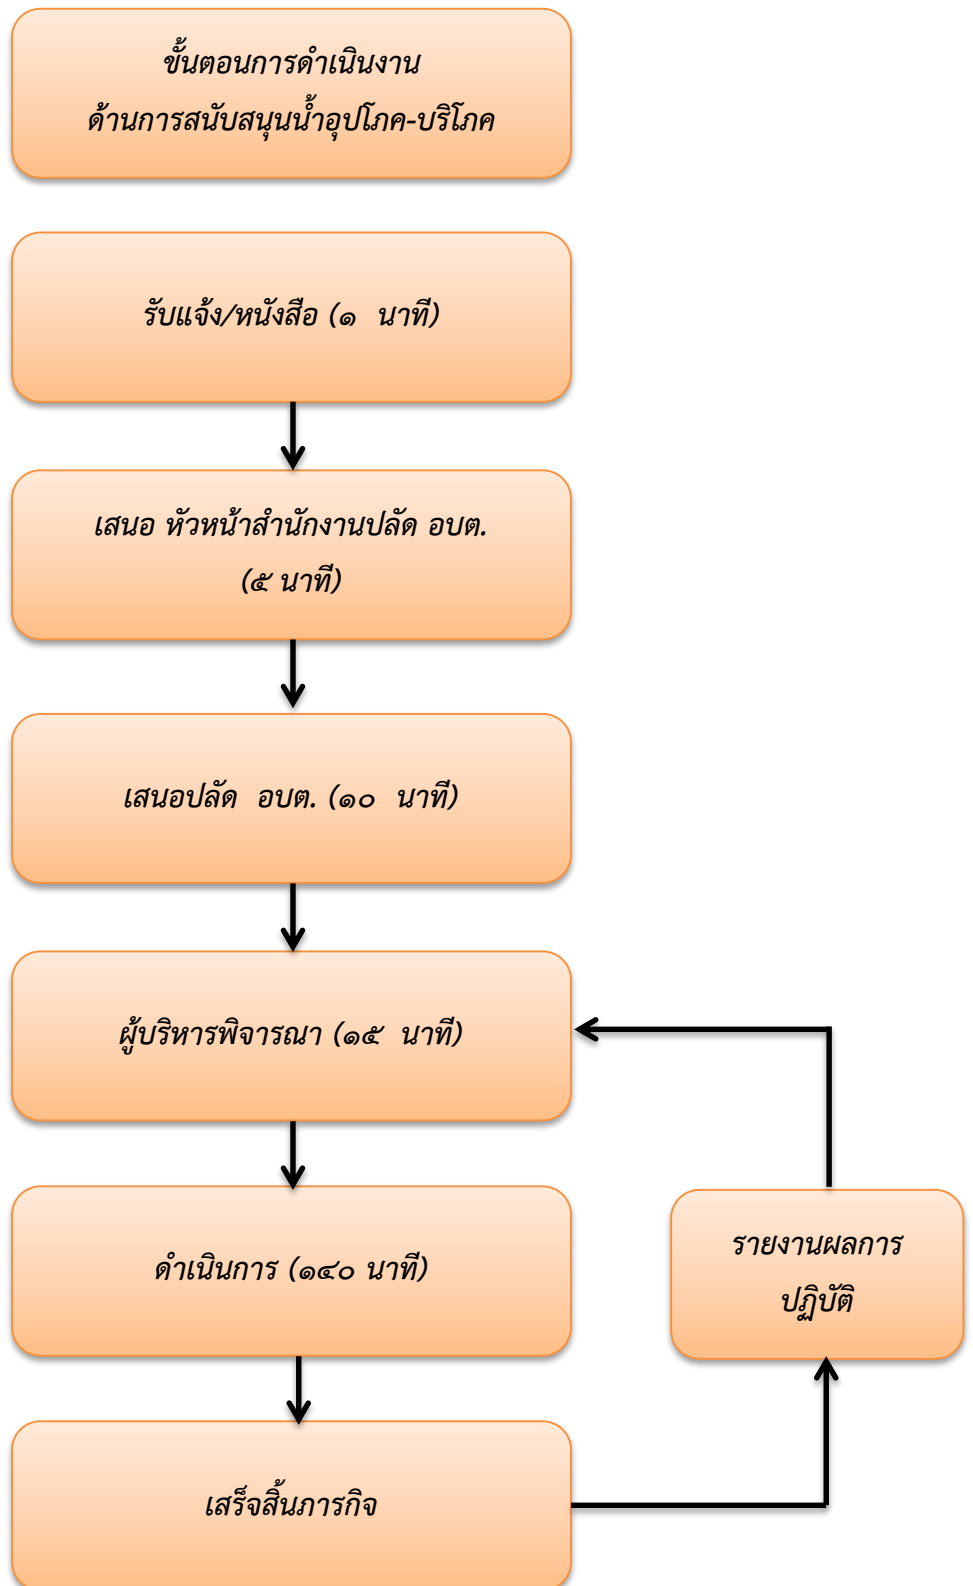 ขั้นตอนการดำเนินงาน
ด้านการสนับสนุนน้ำอุปโภค-บริโภค
รับแจ้ง/หนังสือ (๑ นาที)
เสนอ หัวหน้าสำนักงานปลัด อบต.
(๕ นาที)
เสนอปลัด อบต. (๑๐ นาที)
ผู้บริหารพิจารณา (๑๕ นาที)
ดำเนินการ (๑๔๐ นาที)
รายงานผลการ
ปฏิบัติ
เสร็จสิ้นภารกิจ